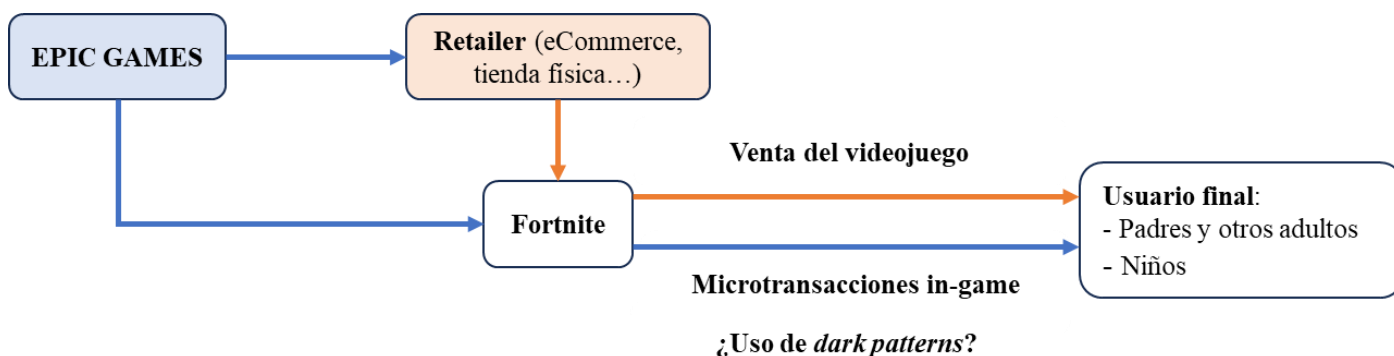 EPIC GAMES
Retailer (eCommerce,
tienda física…)
Venta del videojuego
Fortnite
Usuario final:
- Padres y otros adultos
- Niños
Microtransacciones in-game
¿Uso de dark patterns?